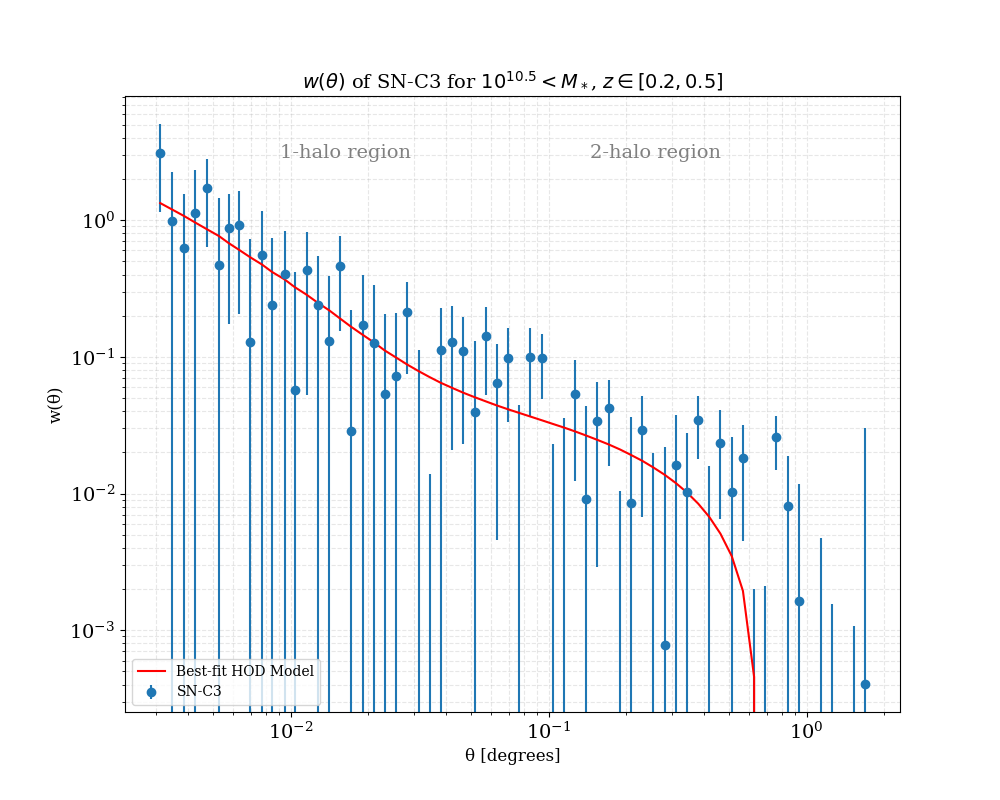 w(θ) of SN-C3 for 10^10.5 < M_*, z ∈ [0.2, 0.5]
1-halo region 2-halo region
w(θ)
10^0
10^-1
10^-2
10^-3
Best-fit HOD Model
SN-C3
10^-2 10^-1 10^0
θ [degrees]